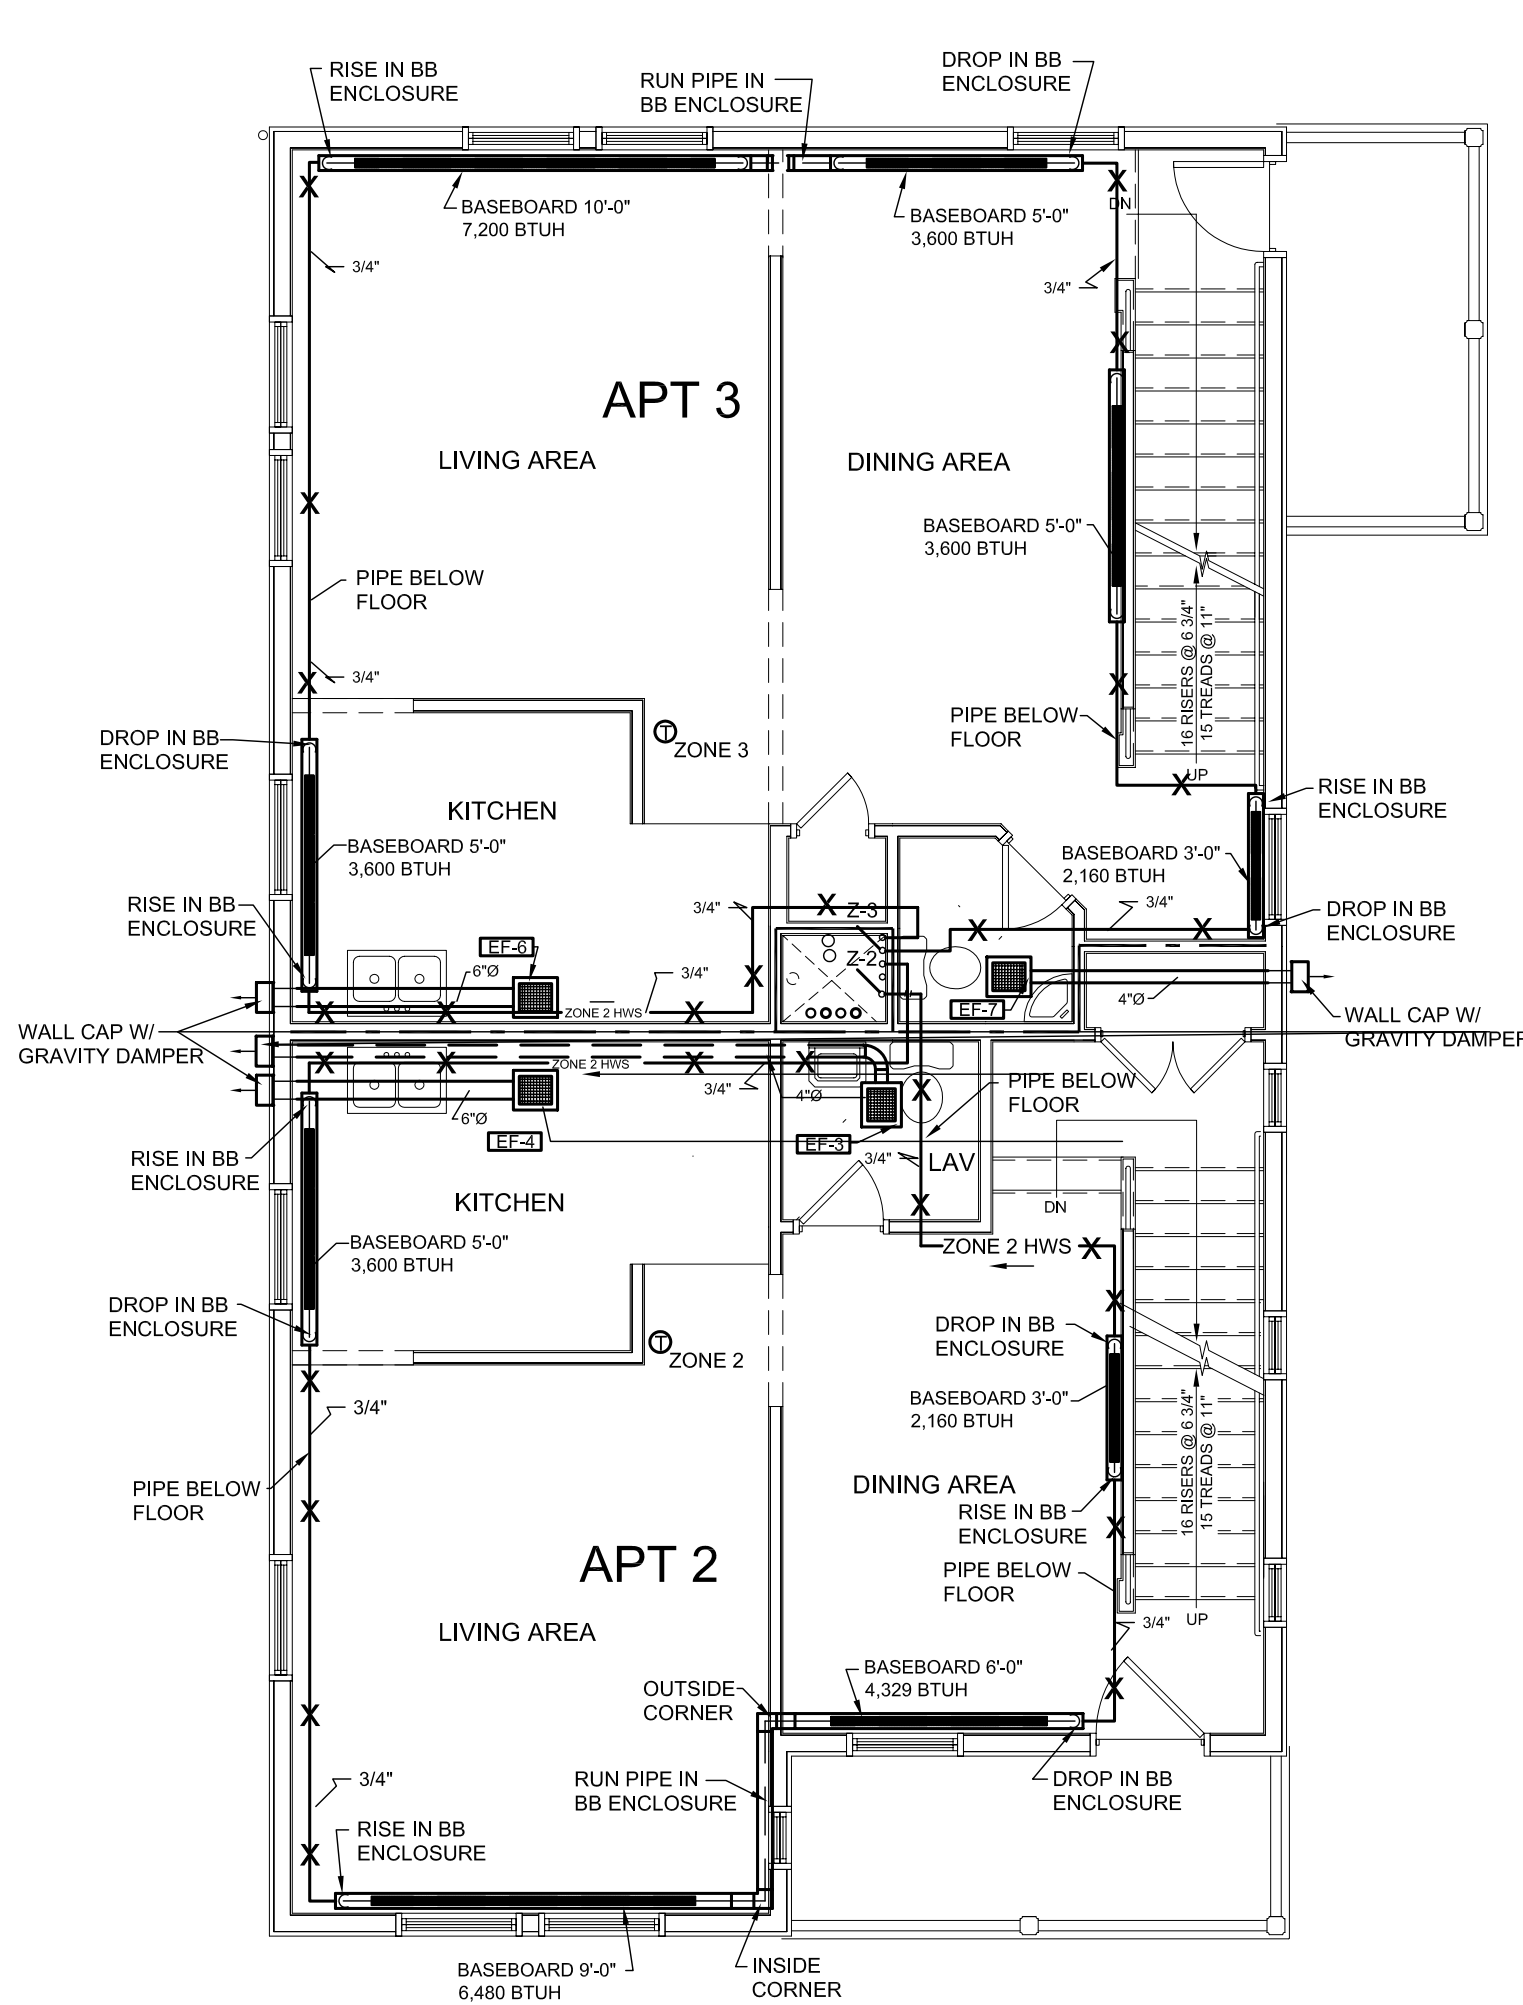 RISE IN BB
ENCLOSURE
RUN PIPE IN
BB ENCLOSURE
DROP IN BB
ENCLOSURE
BASEBOARD 10'-0"
7,200 BTUH
BASEBOARD 5'-0"
3,600 BTUH
X
X
DN
3/4"
3/4"
X
APT 3
LIVING AREA
DINING AREA
X
BASEBOARD 5'-0"
3,600 BTUH
PIPE BELOW
FLOOR
16 RISERS @ 6 3/4"
15 TREADS @ 11"
X
3/4"
X
PIPE BELOW
FLOOR
T
ZONE 3
DROP IN BB
ENCLOSURE
X
UP
RISE IN BB
ENCLOSURE
KITCHEN
BASEBOARD 5'-0"
3,600 BTUH
BASEBOARD 3'-0"
2,160 BTUH
RISE IN BB
ENCLOSURE
3/4"
X
Z-3
3/4"
X
X
DROP IN BB
ENCLOSURE
EF-6
Z-2
6"Ø
3/4"
X
4"Ø
EF-7
X
X
ZONE 2 HWS
X
WALL CAP W/
GRAVITY DAMPER
WALL CAP W/
GRAVITY DAMPER
X
X
ZONE 2 HWS
X
X
3/4"
4"Ø
X
PIPE BELOW
FLOOR
6"Ø
EF-4
EF-3
3/4"
LAV
RISE IN BB
ENCLOSURE
KITCHEN
X
DN
BASEBOARD 5'-0"
3,600 BTUH
ZONE 2 HWS
X
DROP IN BB
ENCLOSURE
X
DROP IN BB
ENCLOSURE
T
ZONE 2
X
3/4"
BASEBOARD 3'-0"
2,160 BTUH
16 RISERS @ 6 3/4"
15 TREADS @ 11"
PIPE BELOW
FLOOR
DINING AREA
X
RISE IN BB
ENCLOSURE
X
APT 2
PIPE BELOW
FLOOR
LIVING AREA
3/4"
UP
BASEBOARD 6'-0"
4,329 BTUH
X
OUTSIDE
CORNER
X
3/4"
RUN PIPE IN
BB ENCLOSURE
DROP IN BB
ENCLOSURE
RISE IN BB
ENCLOSURE
X
BASEBOARD 9'-0"
6,480 BTUH
INSIDE
CORNER